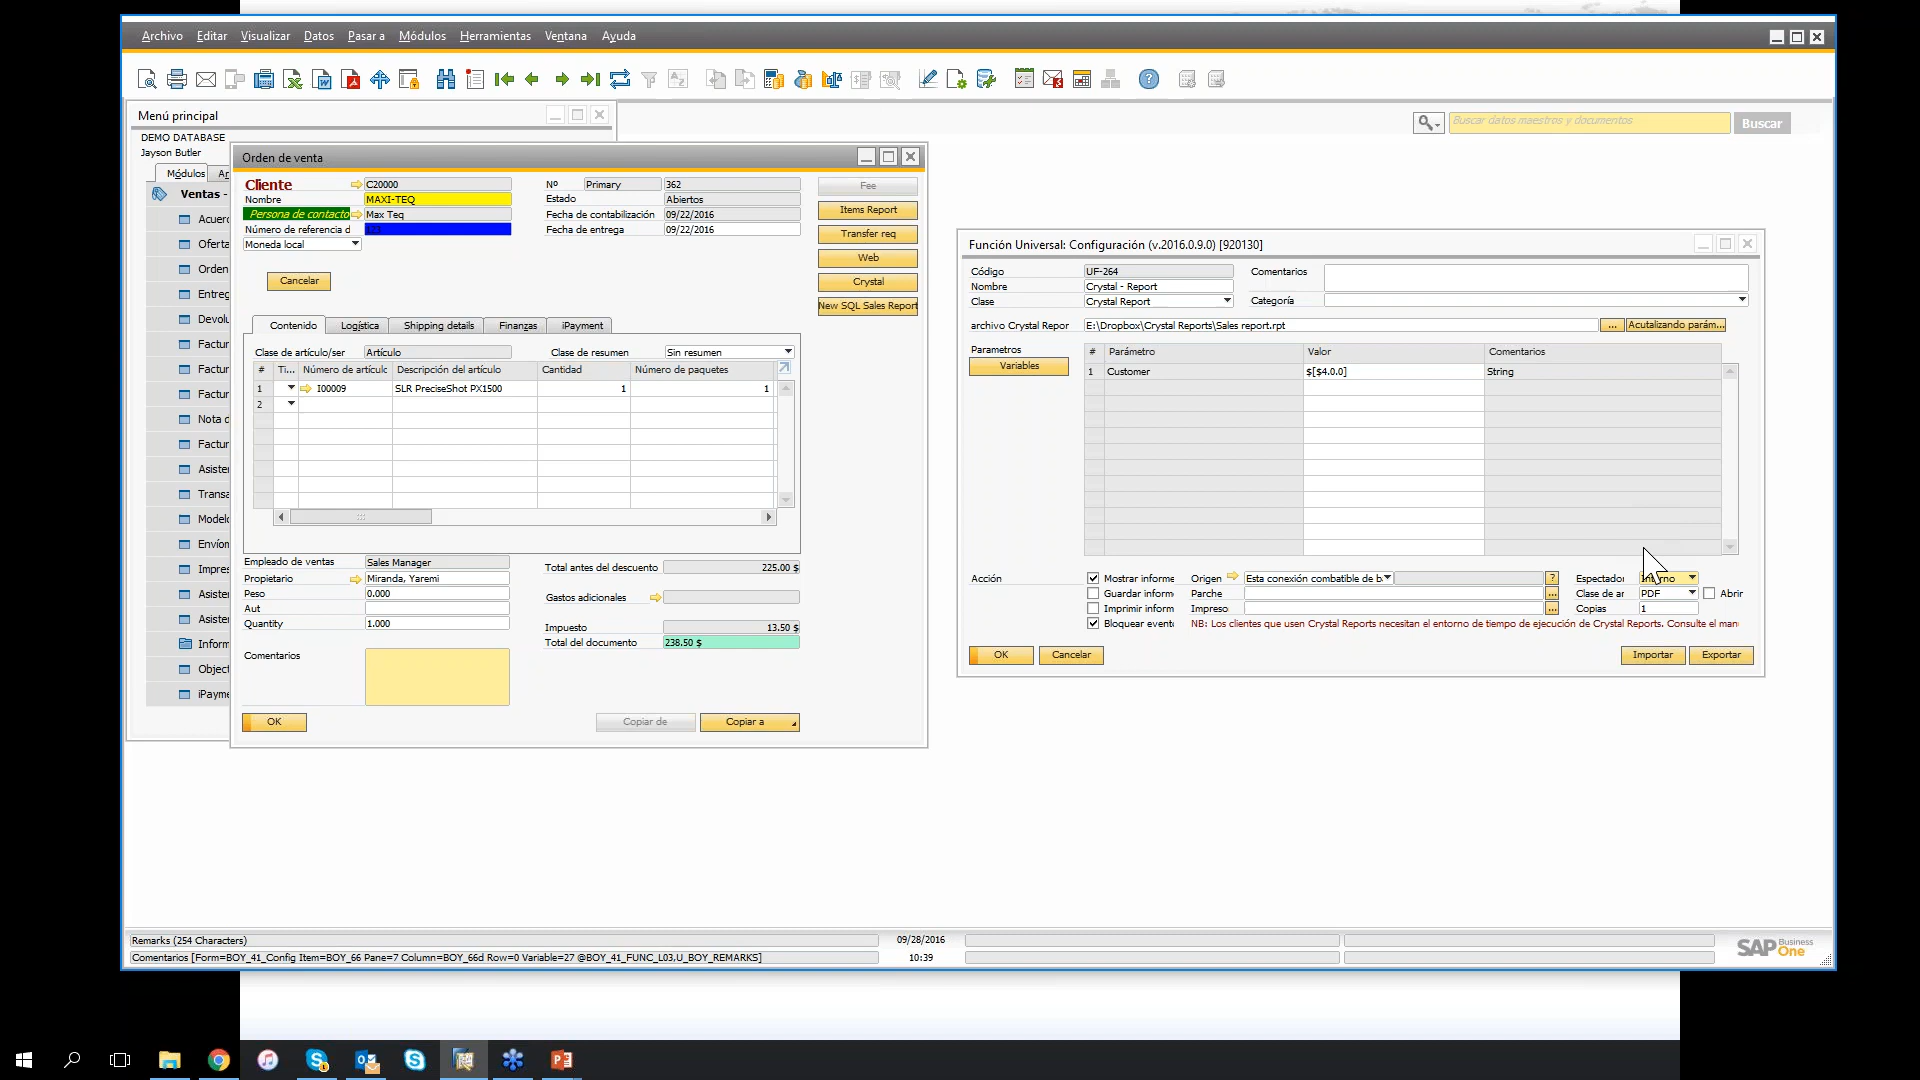 Archivo Editar Visualizar Datos Pasar a Módulos Herramientas Ventana Ayuda
Menú principal
DEMO DATABASE
Jayson Butler
Módulos
Ventas -
Buscar datos maestros y documentos
Buscar
Orden de venta
Cliente C20000
Nombre MAXI-TEQ
Persona de contacto Max Teq
Número de referencia d 123
Moneda local
Nº Primary 362
Estado Abiertos
Fecha de contabilización 09/22/2016
Fecha de entrega 09/22/2016
Cancelar
Fee
Items Report
Transfer req
Web
Crystal
New SQL Sales Report
Contenido Logística Shipping details Finanzas iPayment
Clase de artículo/ser Artículo Clase de resumen Sin resumen
# Ti... Número de artículo Descripción del artículo Cantidad Número de paquetes
1 I00009 SLR PreciseShot PX1500 1 1
2
Empleado de ventas Sales Manager
Propietario Miranda, Yaremi
Peso 0.000
Aut
Quantity 1.000
Comentarios
Total antes del descuento 225.00 $
Gastos adicionales
Impuesto 13.50 $
Total del documento 238.50 $
OK
Copiar de
Copiar a
Función Universal: Configuración (v.2016.0.9.0) [920130]
Código UF-264
Nombre Crystal - Report
Clase Crystal Report
Comentarios
Categoría
archivo Crystal Repor E:\Dropbox\Crystal Reports\Sales report.rpt ... Acutalizando parám...
Parametros
Variables
# Parámetro Valor Comentarios
1 Customer $[$4.0.0] String
Acción
Mostrar informe Origen Esta conexión combatible de b ? Espectador
Guardar inform Parche ... Clase de ar PDF Abrir
Imprimir inform Impreso ... Copias 1
Bloquear evento NB: Los clientes que usen Crystal Reports necesitan el entorno de tiempo de ejecución de Crystal Reports. Consulte el man
OK
Cancelar
Importar
Exportar
Remarks (254 Characters)
09/28/2016
Comentarios [Form=BOY_41_Config Item=BOY_66 Pane=7 Column=BOY_66d Row=0 Variable=27 @BOY_41_FUNC_L03,U_BOY_REMARKS]
10:39
SAP Business One